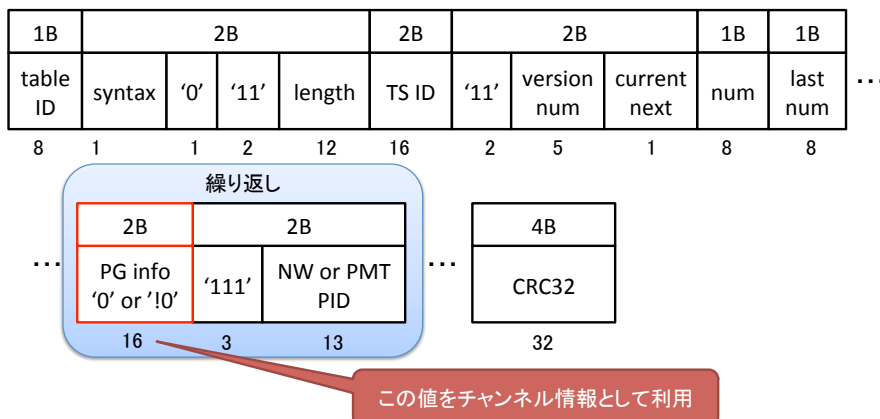 1B 2B 2B 2B 1B 1B
table ID syntax ‘0’ ‘11’ length TS ID ‘11’ version num current next num last num ...
8 1 1 2 12 16 2 5 1 8 8
繰り返し
2B 2B 4B
... PG info ‘0’ or '!0’ ‘111’ NW or PMT PID ... CRC32
16 3 13 32
この値をチャンネル情報として利用